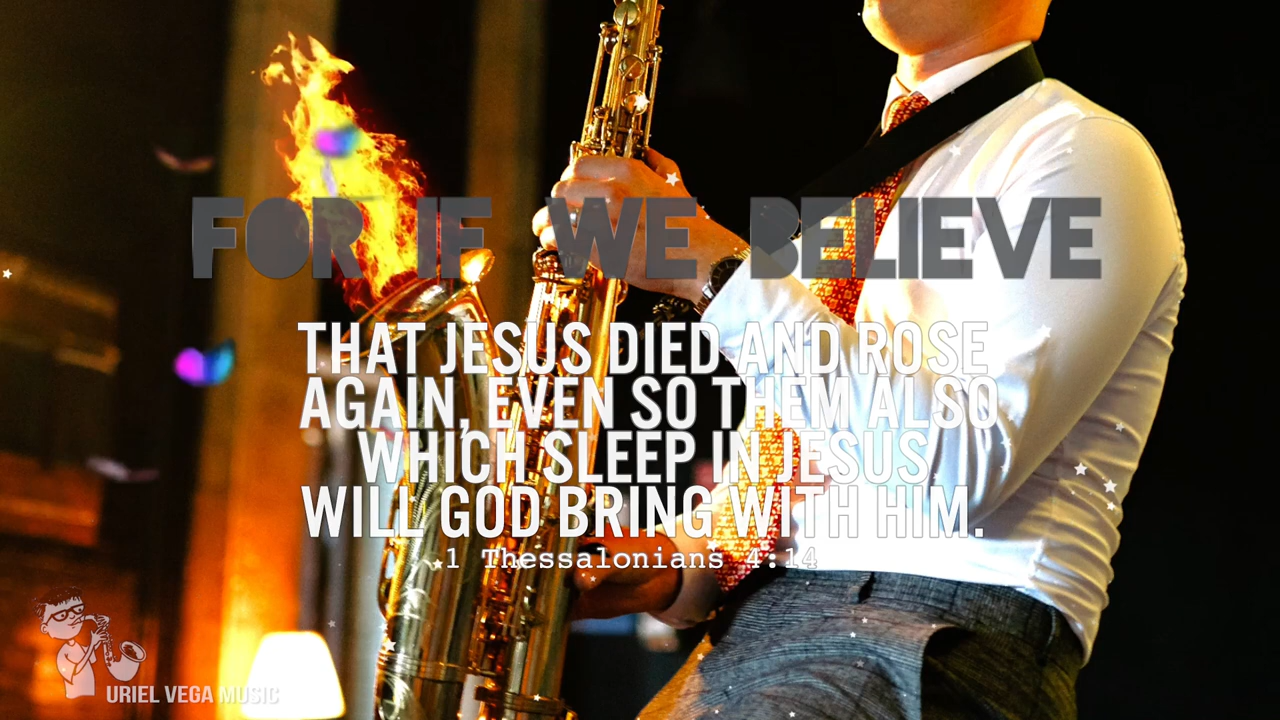 FOR IF WE BELIEVE
THAT JESUS DIED AND ROSE
AGAIN, EVEN SO THEM ALSO
WHICH SLEEP IN JESUS
WILL GOD BRING WITH HIM.
1 Thessalonians 4:14
URIEL VEGA MUSIC